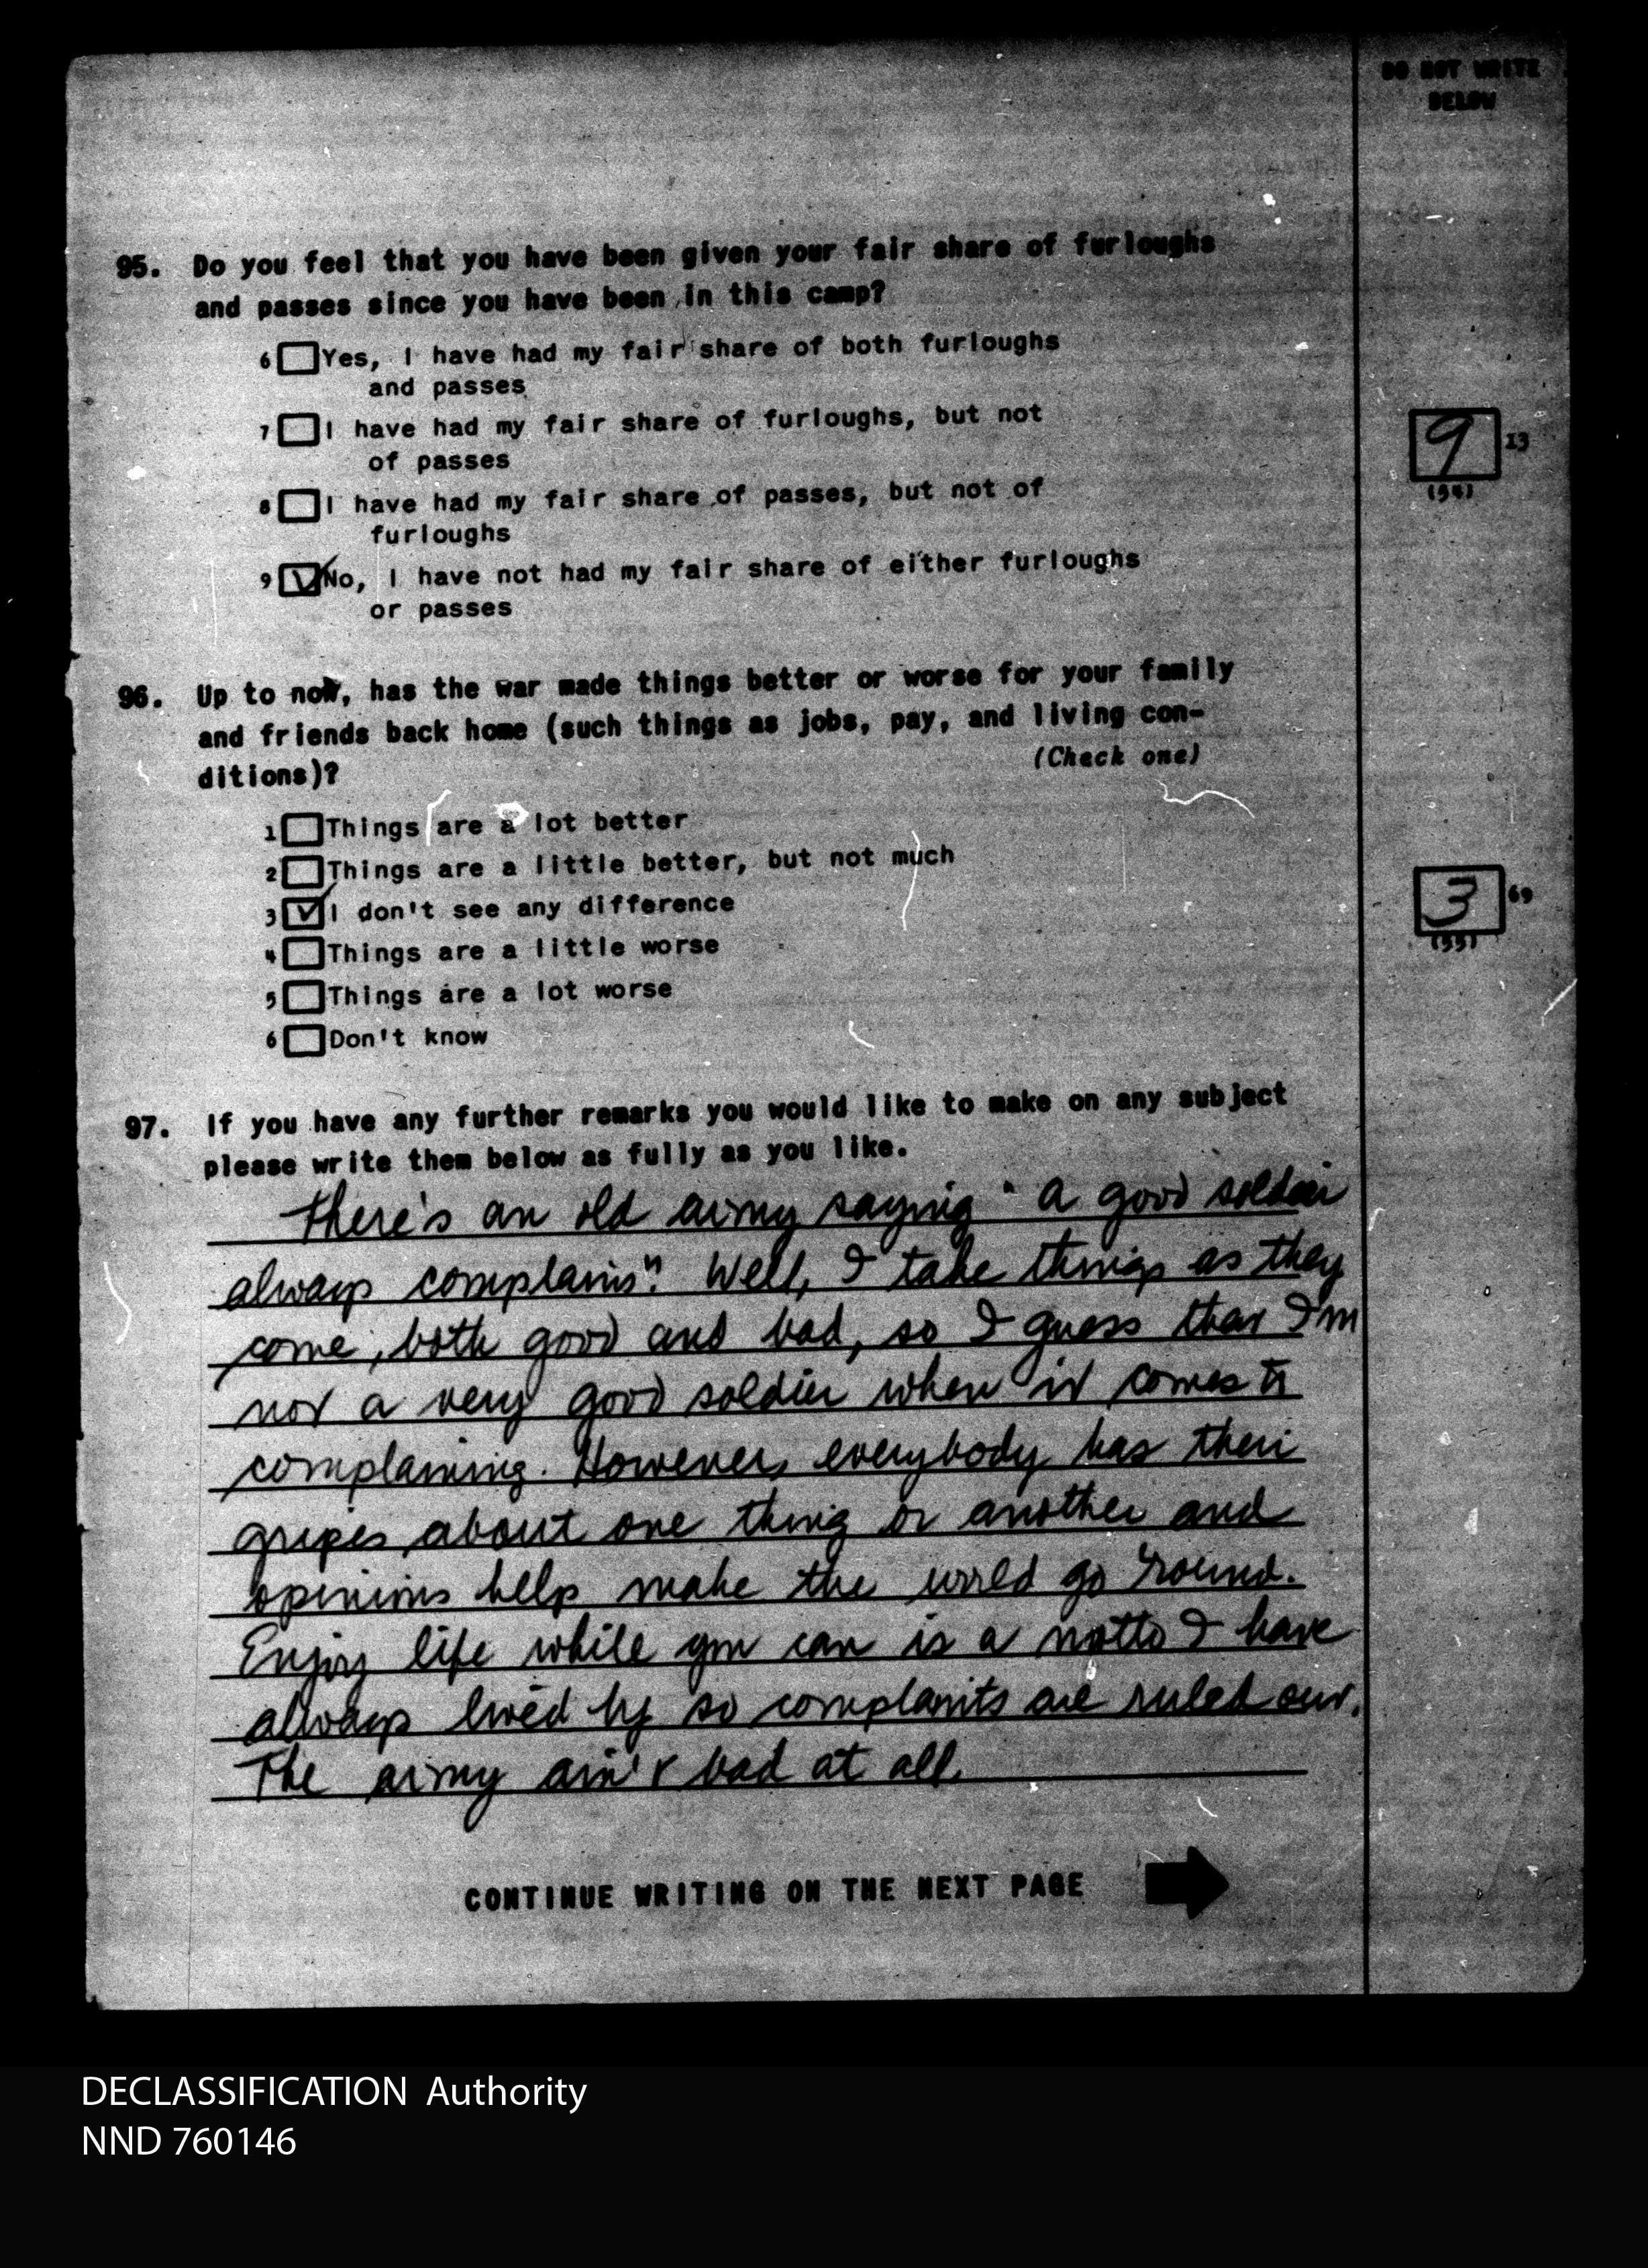 DO NOT WRITE
BELOW
95. Do you feel that you have been given your fair share of furloughs
and passes since you have been in this camp?
6 Yes, I have had my fair share of both furloughs
and passes
7 I have had my fair share of furloughs, but not
of passes
9 13
(54)
8 I have had my fair share of passes, but not of
furloughs
9 No, I have not had my fair share of either furloughs
or passes
96. Up to now, has the war made things better or worse for your family
and friends back home (such things as jobs, pay, and living con-
ditions)?
(Check one)
1 Things are a lot better
2 Things are a little better, but not much
3 I don't see any difference
3 69
(55)
4 Things are a little worse
5 Things are a lot worse
6 Don't know
97. If you have any further remarks you would like to make on any subject
please write them below as fully as you like.
There's an old army saying "a good soldier
always complains". Well, I take things as they
come, both good and bad, so I guess that I'm
not a very good soldier when it comes to
complaining. However, everybody has their
gripes about one thing or another and
opinions help make the world go 'round.
Enjoy life while you can is a motto I have
always lived by so complaints are ruled out.
The army ain't bad at all.
CONTINUE WRITING ON THE NEXT PAGE
DECLASSIFICATION Authority
NND 760146